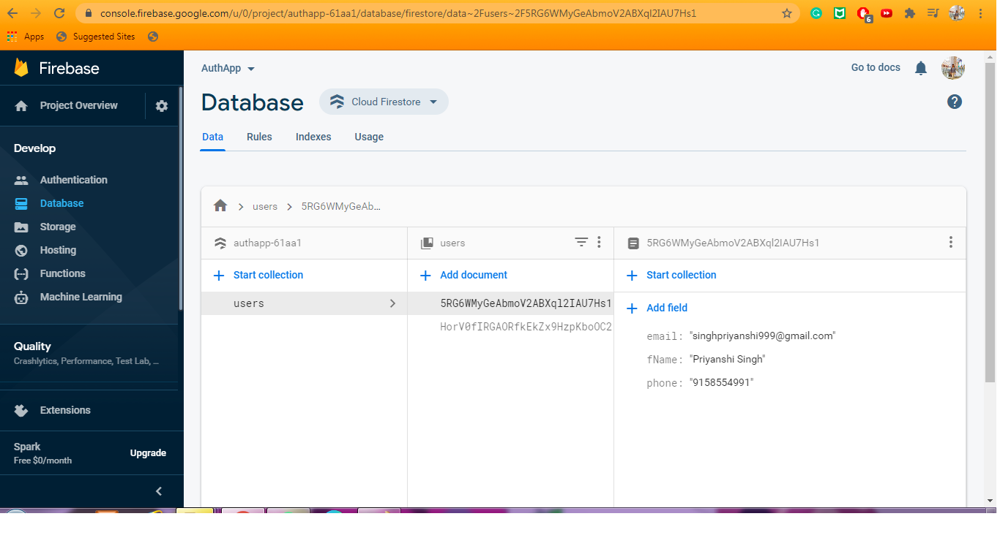 console.firebase.google.com/u/0/project/authapp-61aa1/database/firestore/data~2Fusers~2F5RG6WMyGeAbmoV2ABXql2IAU7Hs1
6
Apps Suggested Sites
Firebase
Project Overview
Develop
Authentication
Database
Storage
Hosting
Functions
Machine Learning
Quality
Crashlytics, Performance, Test Lab, ...
Extensions
Spark
Free $0/month
Upgrade
AuthApp
Go to docs
Database
Cloud Firestore
?
Data Rules Indexes Usage
users 5RG6WMyGeAb...
authapp-61aa1
Start collection
users
users
Add document
5RG6WMyGeAbmoV2ABXql2IAU7Hs1
HorV0fIRGAORfkEkZx9HzpKboOC2
5RG6WMyGeAbmoV2ABXql2IAU7Hs1
Start collection
Add field
email: "singhpriyanshi999@gmail.com"
fName: "Priyanshi Singh"
phone: "9158554991"